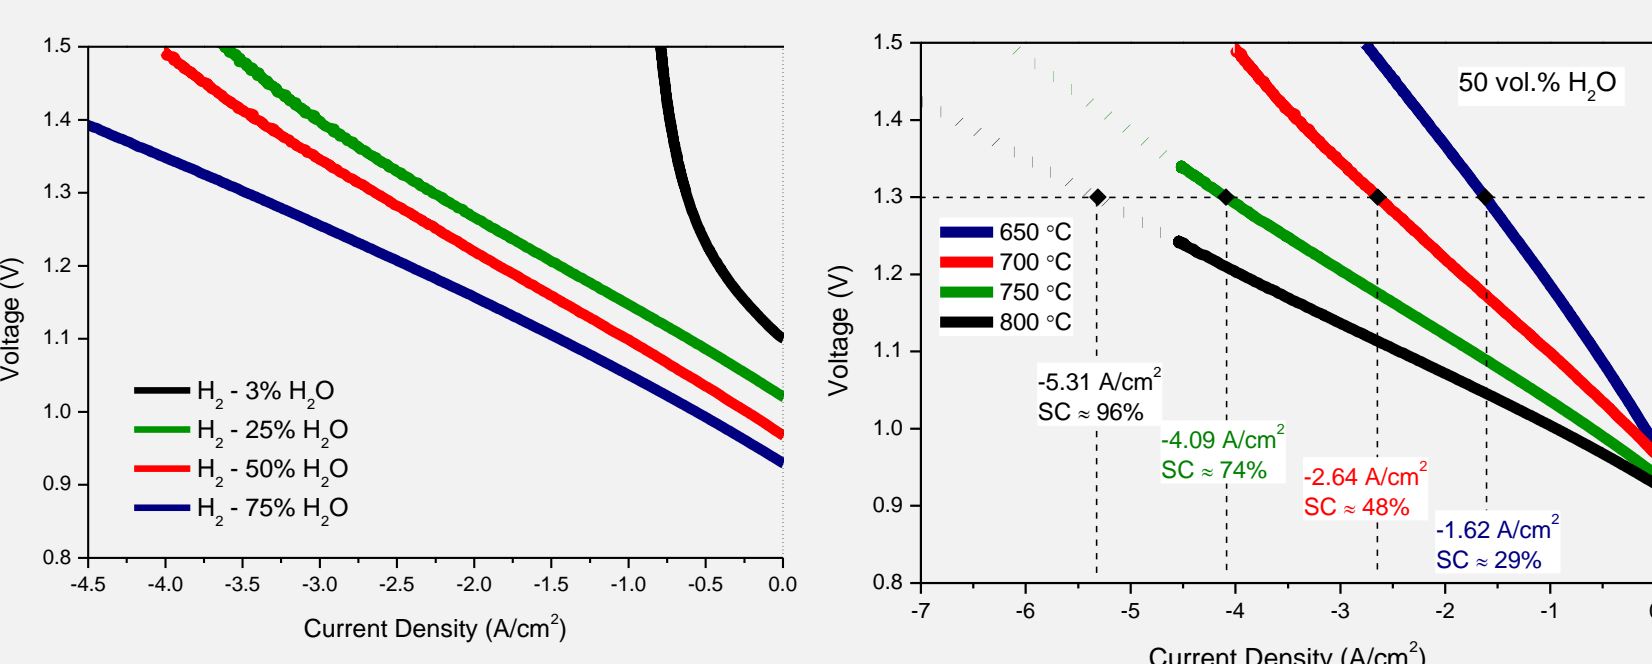 1.5
1.4
1.3
1.2
1.1
1.0
0.9
0.8
Voltage (V)
H2 - 3% H2O
H2 - 25% H2O
H2 - 50% H2O
H2 - 75% H2O
-4.5 -4.0 -3.5 -3.0 -2.5 -2.0 -1.5 -1.0 -0.5 0.0
Current Density (A/cm2)
1.5
1.4
1.3
1.2
1.1
1.0
0.9
0.8
Voltage (V)
50 vol.% H2O
650 °C
700 °C
750 °C
800 °C
-5.31 A/cm2
SC ≈ 96%
-4.09 A/cm2
SC ≈ 74%
-2.64 A/cm2
SC ≈ 48%
-1.62 A/cm2
SC ≈ 29%
-7 -6 -5 -4 -3 -2 -1
Current Density (A/cm2)